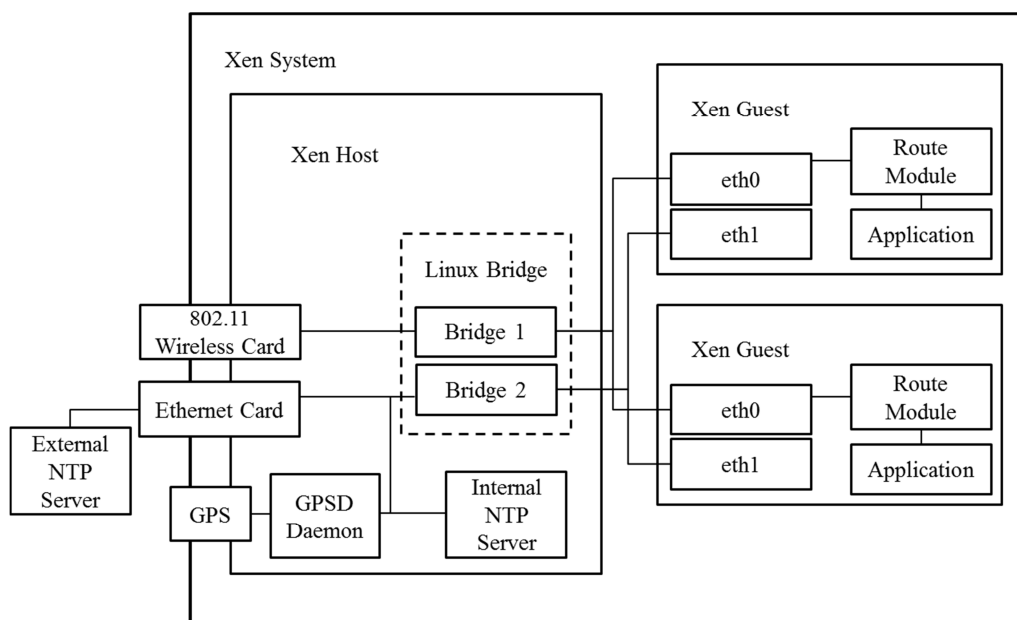 Xen System
Xen Host
Linux Bridge
Bridge 1
Bridge 2
802.11
Wireless Card
Ethernet Card
External
NTP
Server
GPS
GPSD
Daemon
Internal
NTP
Server
Xen Guest
eth0
eth1
Route
Module
Application
Xen Guest
eth0
eth1
Route
Module
Application